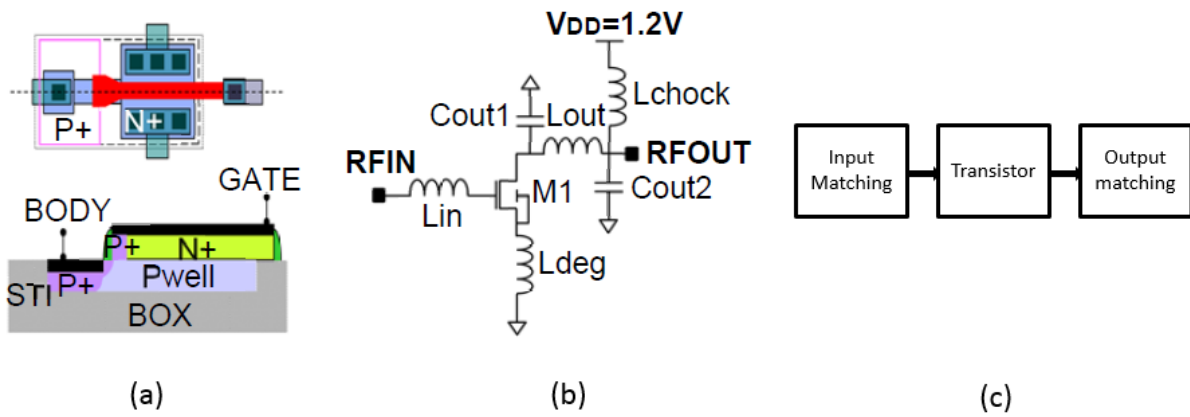 P+
N+
GATE
BODY
P+
N+
P+
Pwell
STI
BOX
(a)
VDD=1.2V
Lchock
Cout1
Lout
RFIN
RFOUT
M1
Cout2
Lin
Ldeg
(b)
Input
Matching
Transistor
Output
matching
(c)